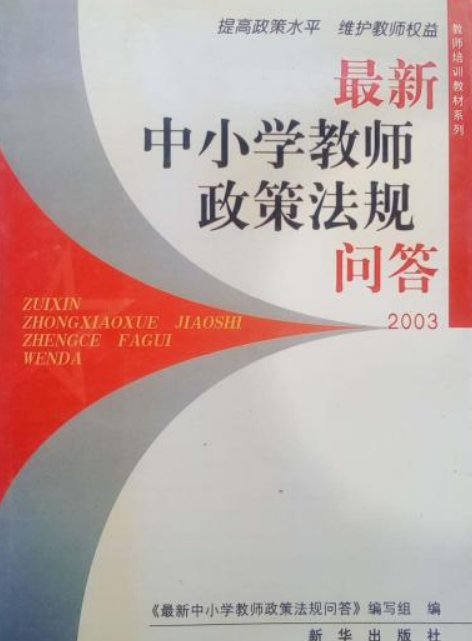 提高政策水平 维护教师权益
教师培训教材系列
最新
中小学教师
政策法规
问答
2003
ZUIXIN
ZHONGXIAOXUE JIAOSHI
ZHENGCE FAGUI
WENDA
《最新中小学教师政策法规问答》编写组 编
新华出版社